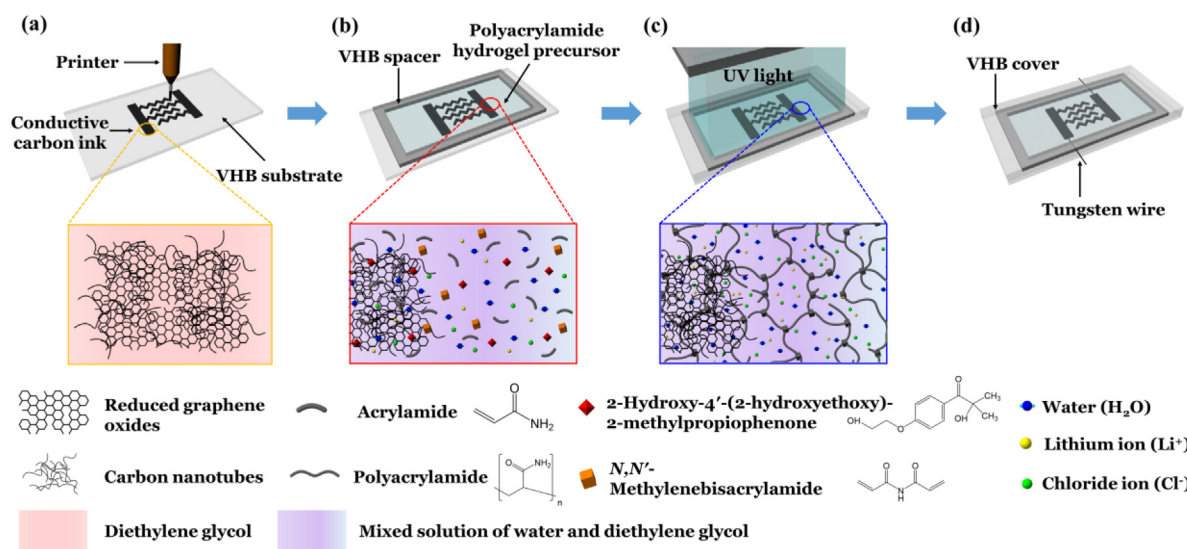 (a)
(b)
(c)
(d)
Printer
Conductive
carbon ink
VHB substrate
VHB spacer
Polyacrylamide
hydrogel precursor
UV light
VHB cover
Tungsten wire
Reduced graphene
oxides
Acrylamide
O
NH₂
2-Hydroxy-4′-(2-hydroxyethoxy)-
2-methylpropiophenone
O
CH₃
OH
CH₃
OH
O
Water (H₂O)
Lithium ion (Li⁺)
Chloride ion (Cl⁻)
Carbon nanotubes
Polyacrylamide
O
NH₂
n
N,N′-
Methylenebisacrylamide
O
O
N
H
Diethylene glycol
Mixed solution of water and diethylene glycol